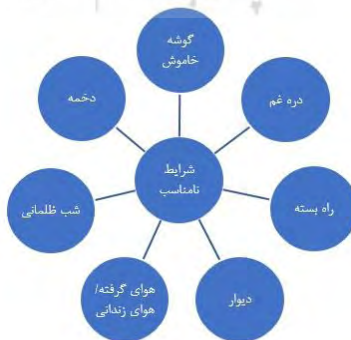 گوشه
خاموش
دره غم
راه بسته
دیوار
هوای گرفته/
هوای زندانی
شب ظلمانی
دخمه
شرایط
نامناسب